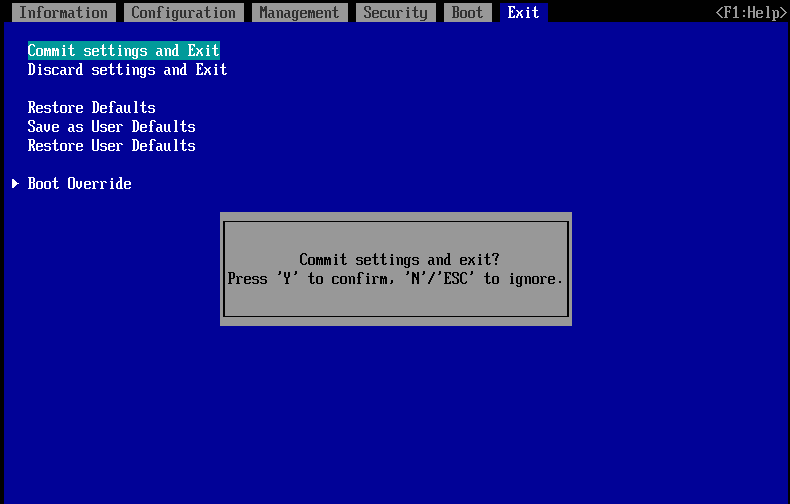 Information Configuration Management Security Boot Exit <F1:Help>
Commit settings and Exit
Discard settings and Exit
Restore Defaults
Save as User Defaults
Restore User Defaults
Boot Override
Commit settings and exit?
Press 'Y' to confirm, 'N'/'ESC' to ignore.